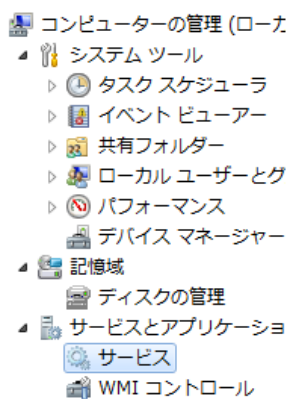 コンピューターの管理 (ローカ
システム ツール
タスク スケジューラ
イベント ビューアー
共有フォルダー
ローカル ユーザーとグ
パフォーマンス
デバイス マネージャー
記憶域
ディスクの管理
サービスとアプリケーショ
サービス
WMI コントロール